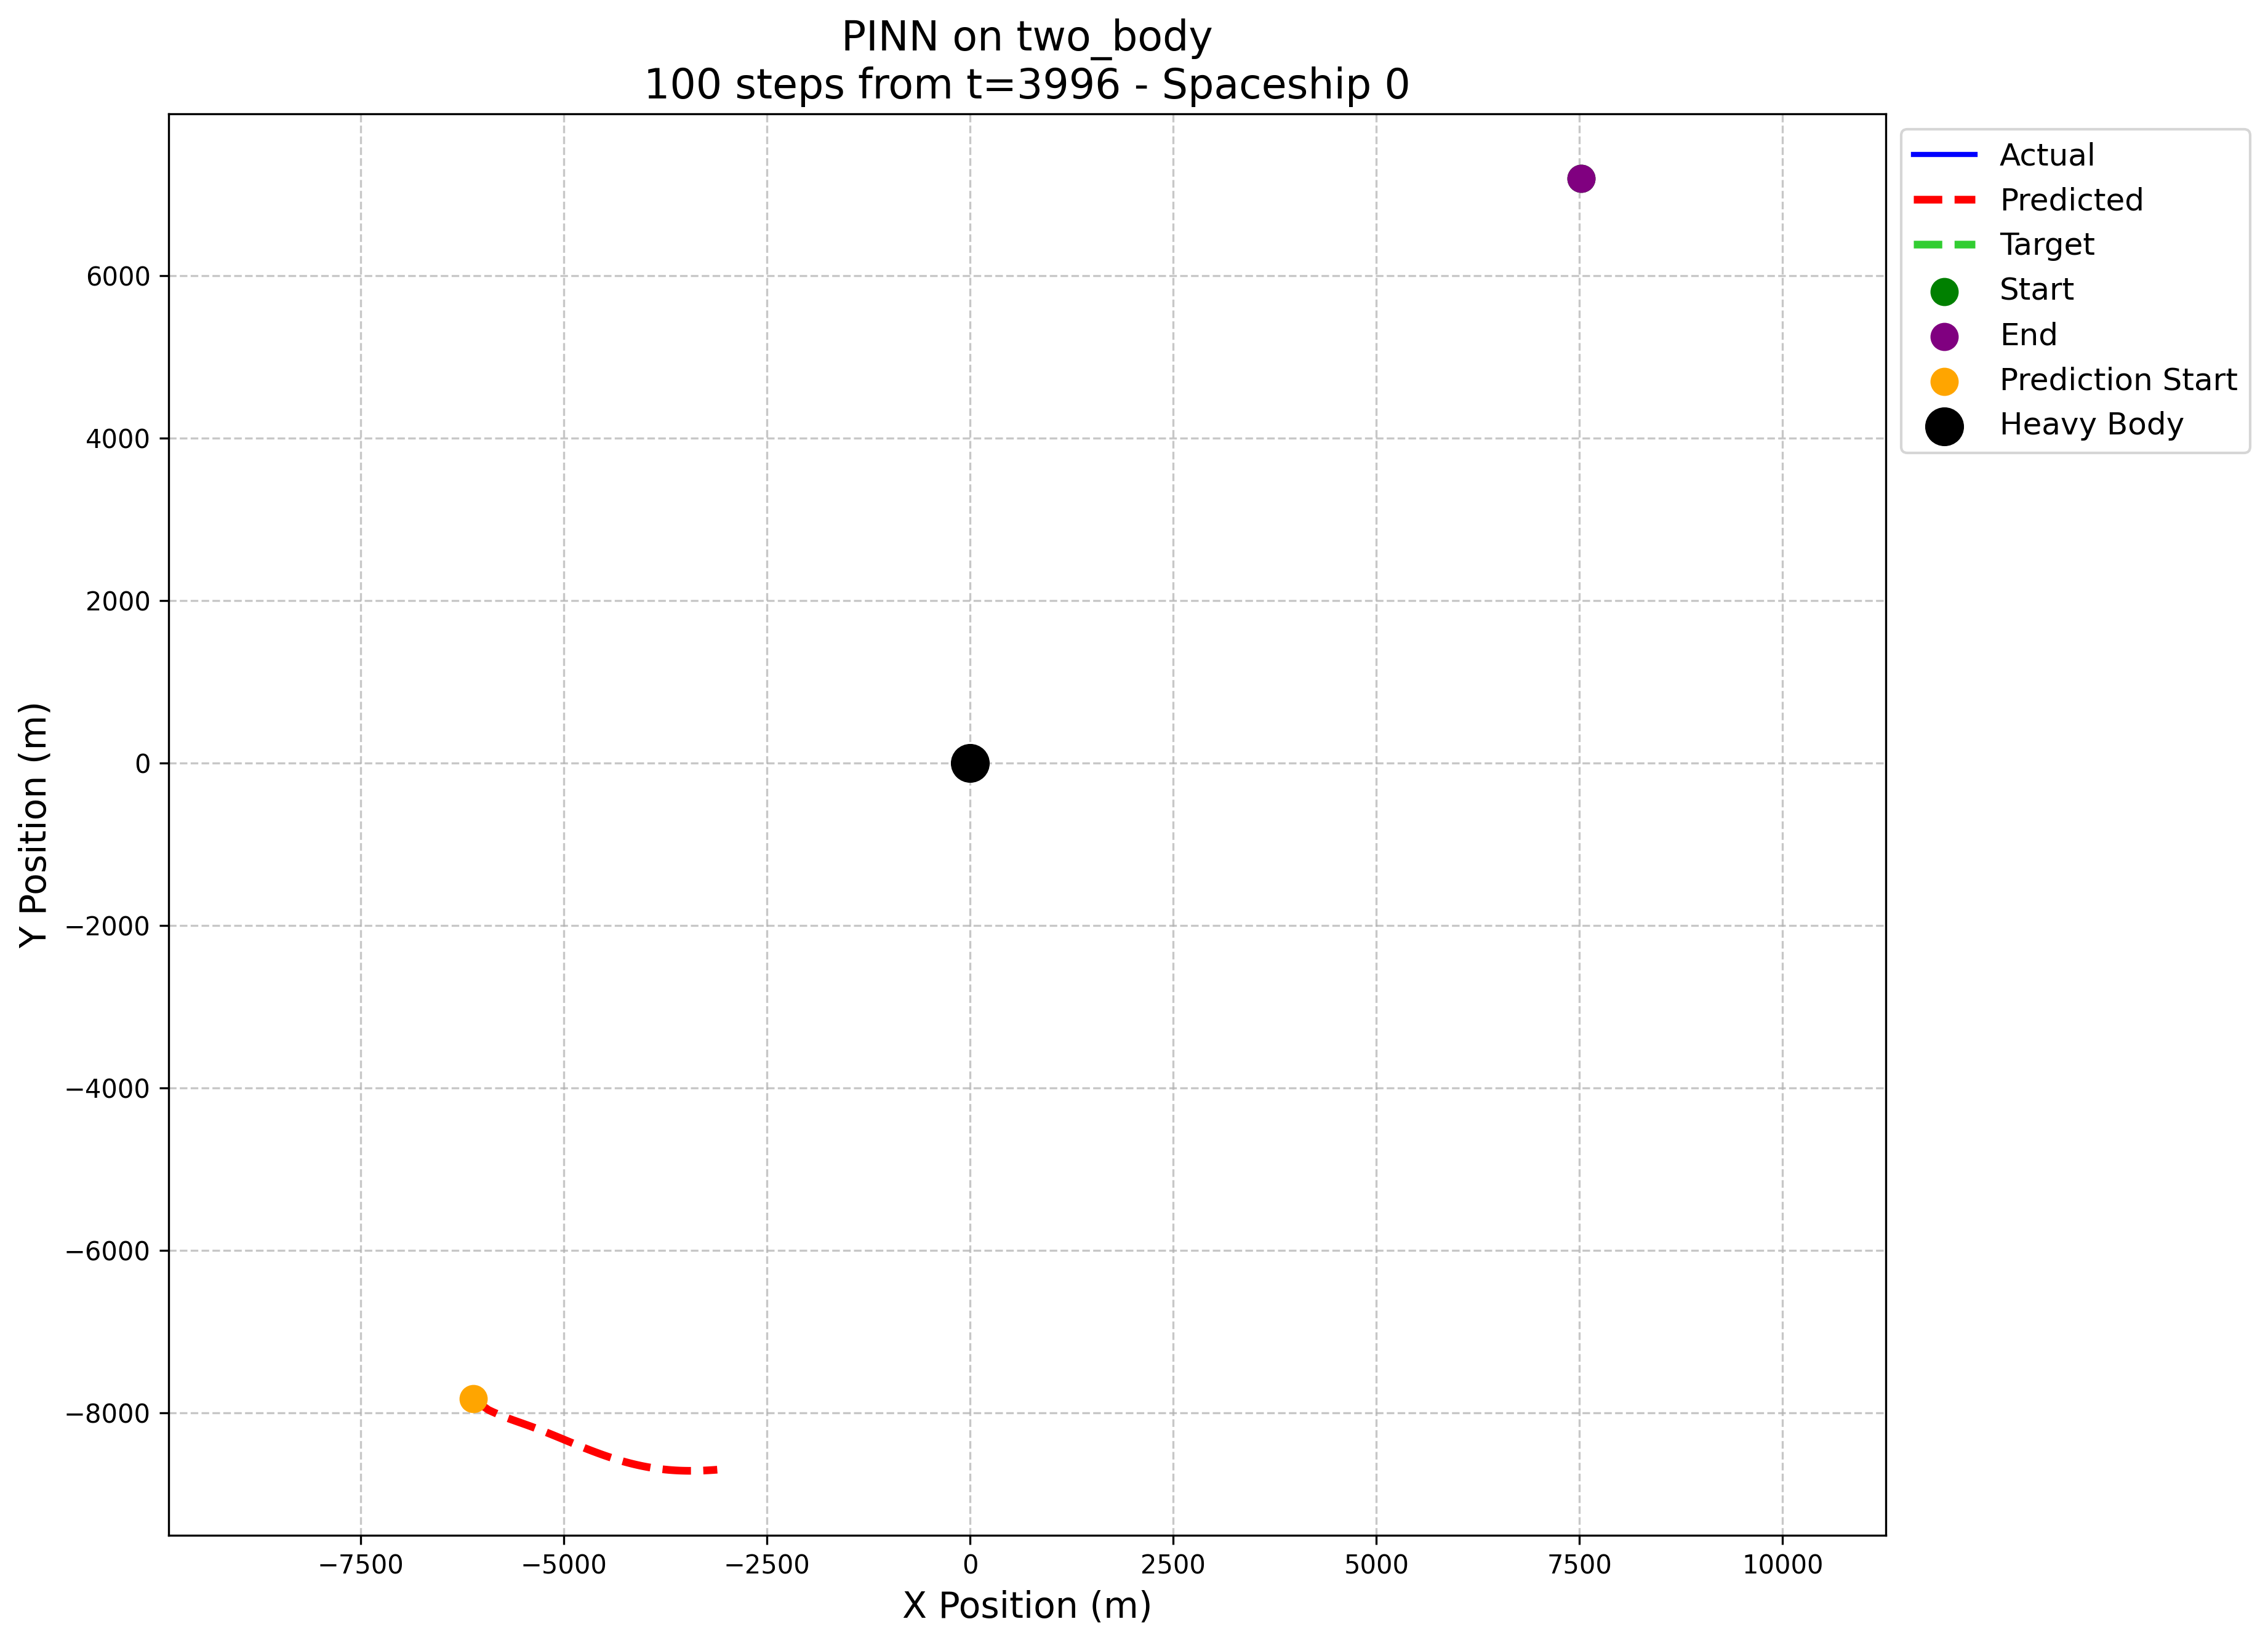 PINN on two_body
100 steps from t=3996 - Spaceship 0
Actual
Predicted
Target
Start
End
Prediction Start
Heavy Body
Y Position (m)
6000
4000
2000
0
−2000
−4000
−6000
−8000
−7500 −5000 −2500 0 2500 5000 7500 10000
X Position (m)